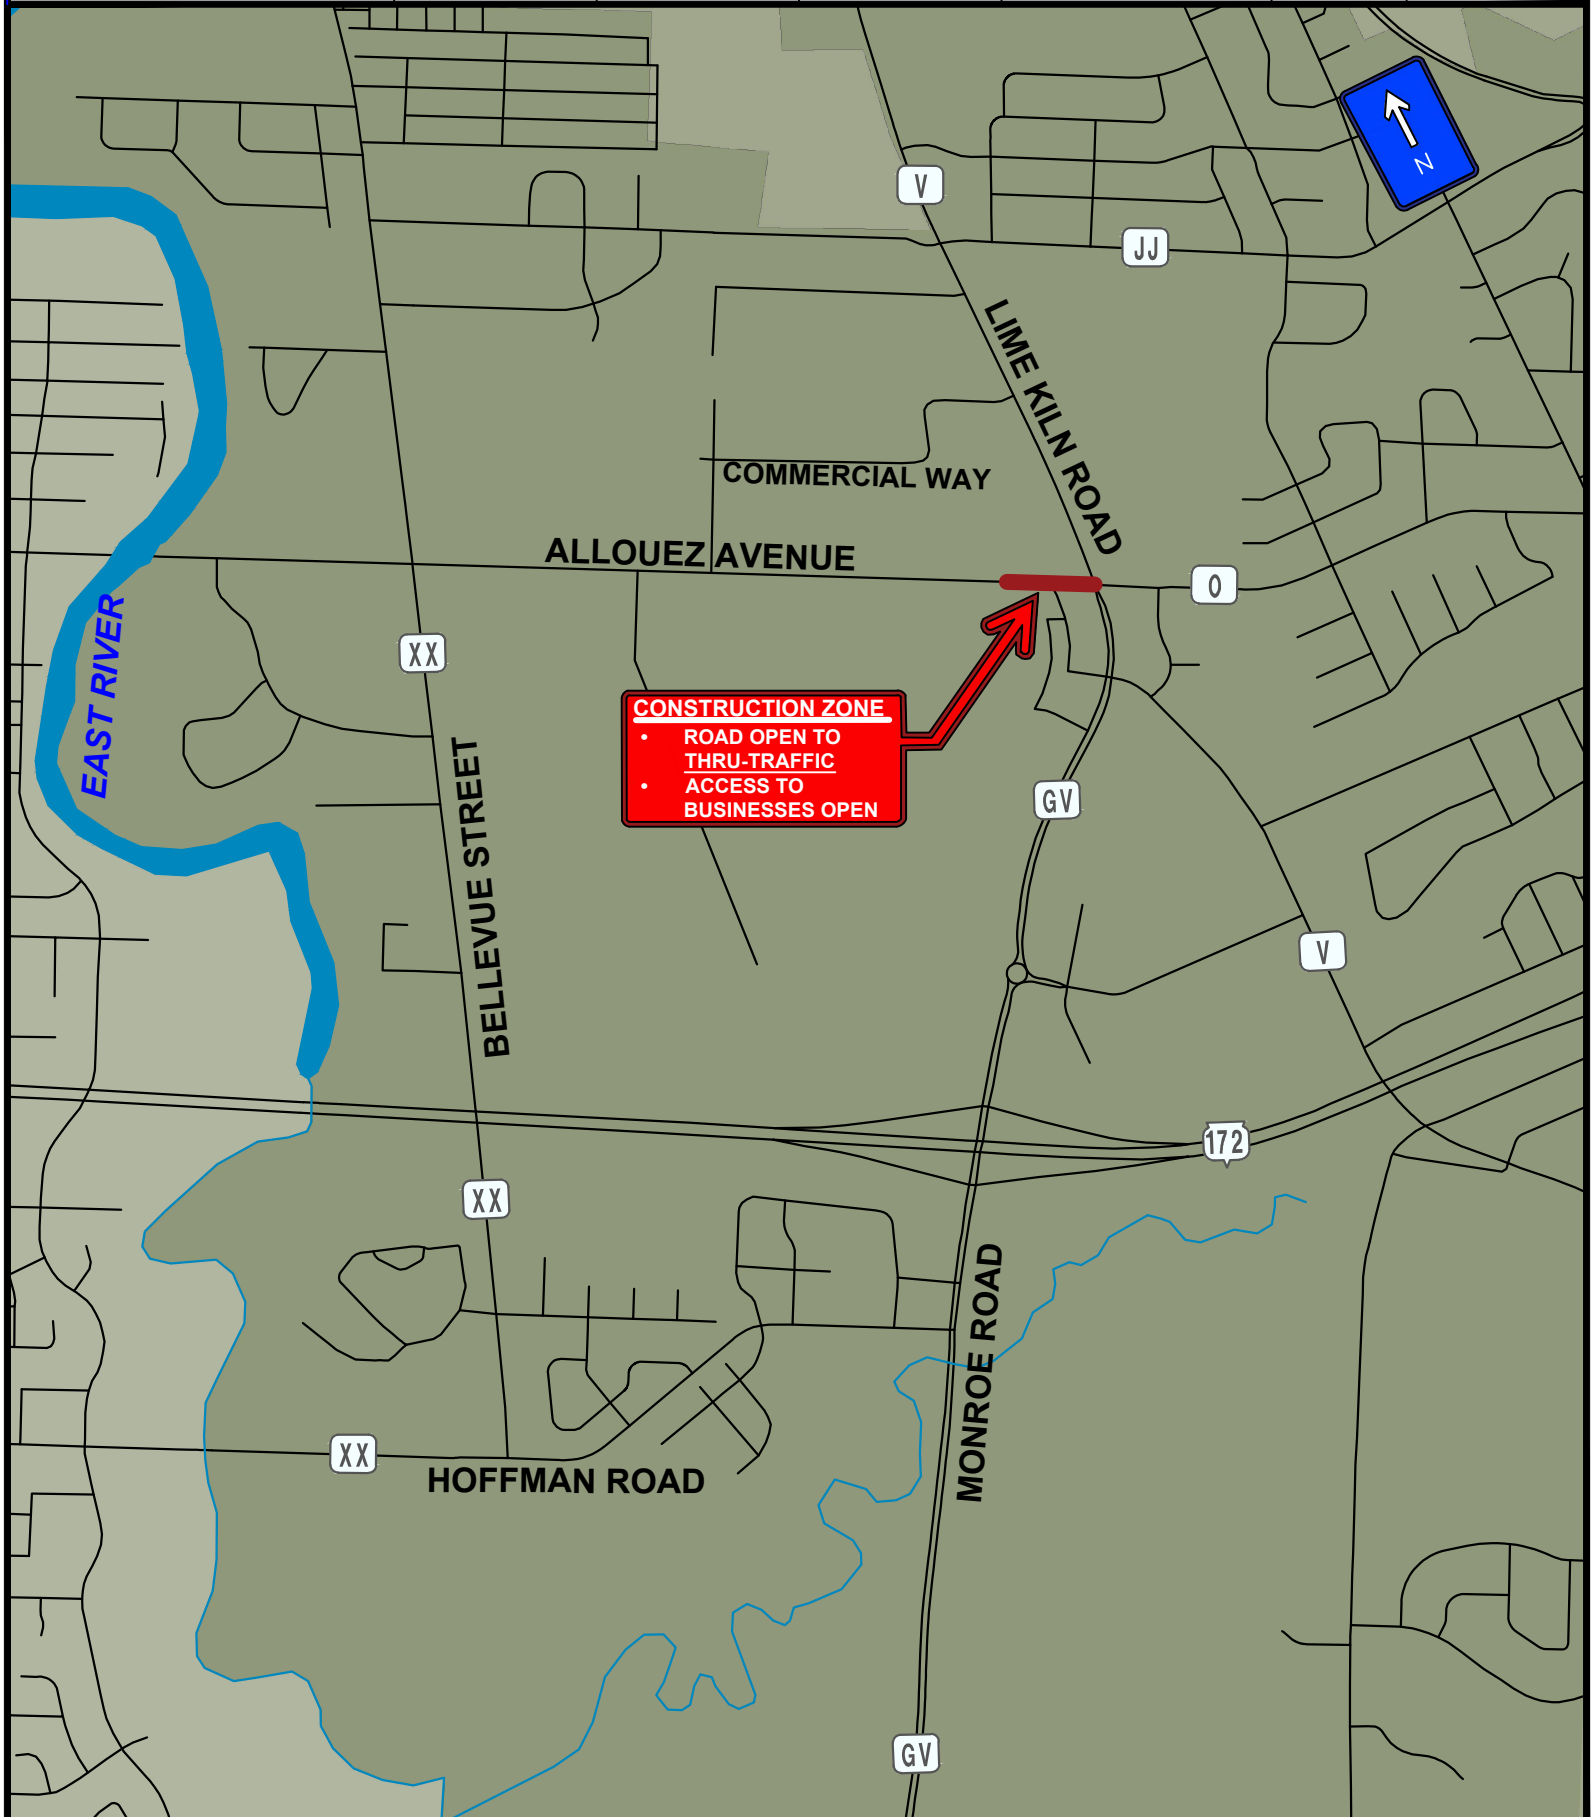 N
V
JJ
LIME KILN ROAD
COMMERCIAL WAY
ALLOUEZ AVENUE
O
EAST RIVER
XX
CONSTRUCTION ZONE
• ROAD OPEN TO
THRU-TRAFFIC
• ACCESS TO
BUSINESSES OPEN
GV
BELLEVUE STREET
V
172
XX
MONROE ROAD
XX
HOFFMAN ROAD
GV